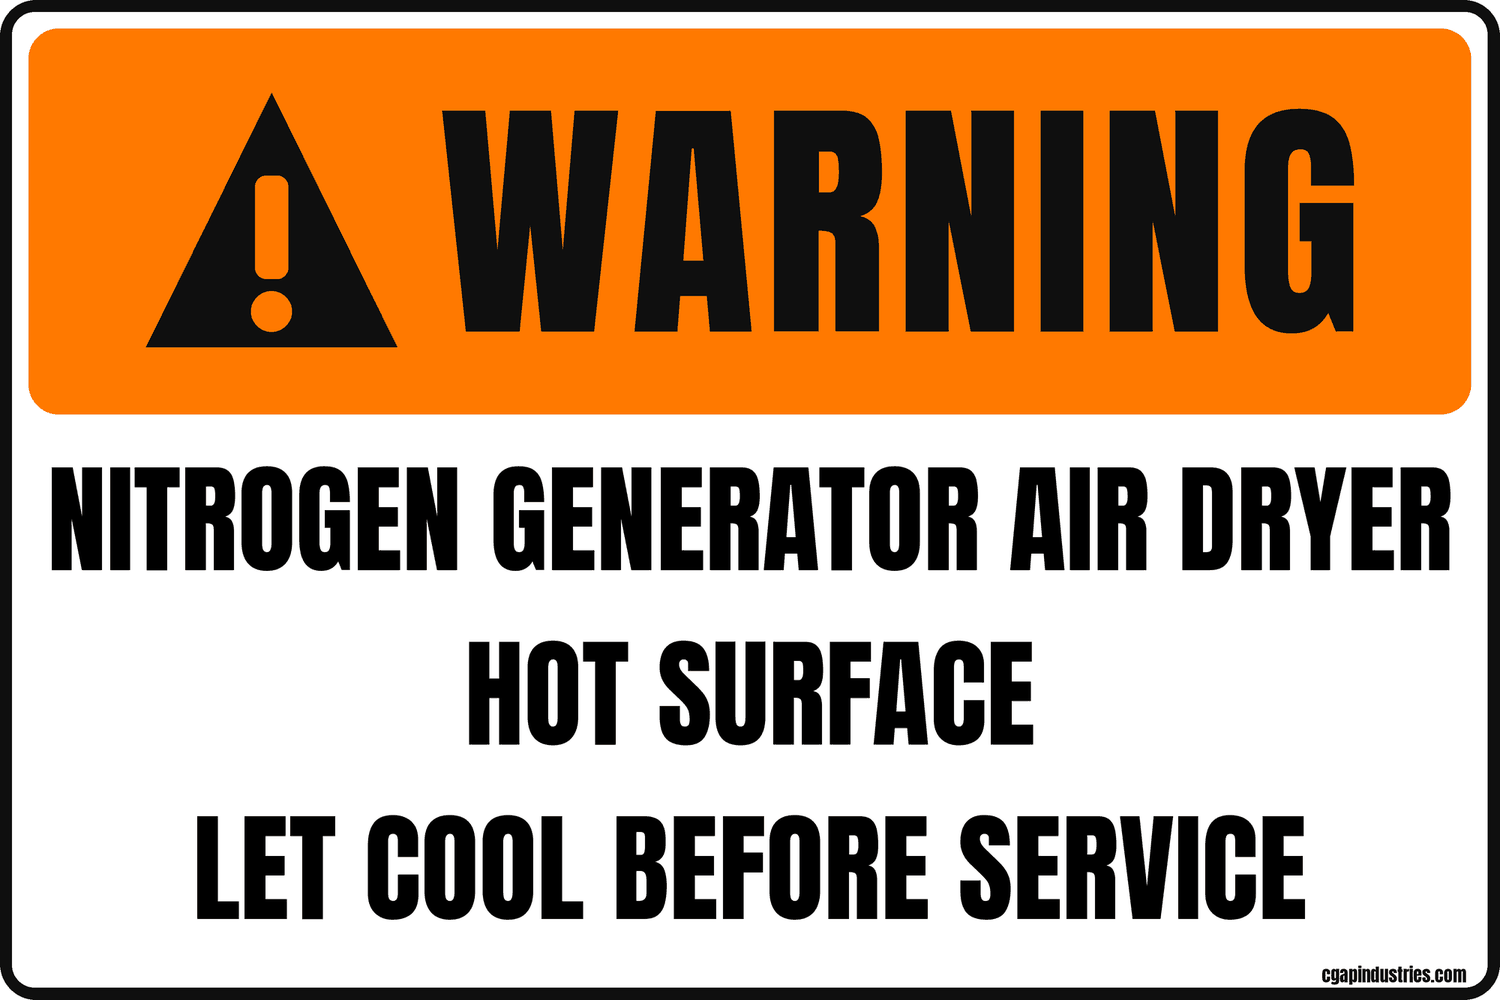 WARNING
NITROGEN GENERATOR AIR DRYER
HOT SURFACE
LET COOL BEFORE SERVICE
cgapindustries.com